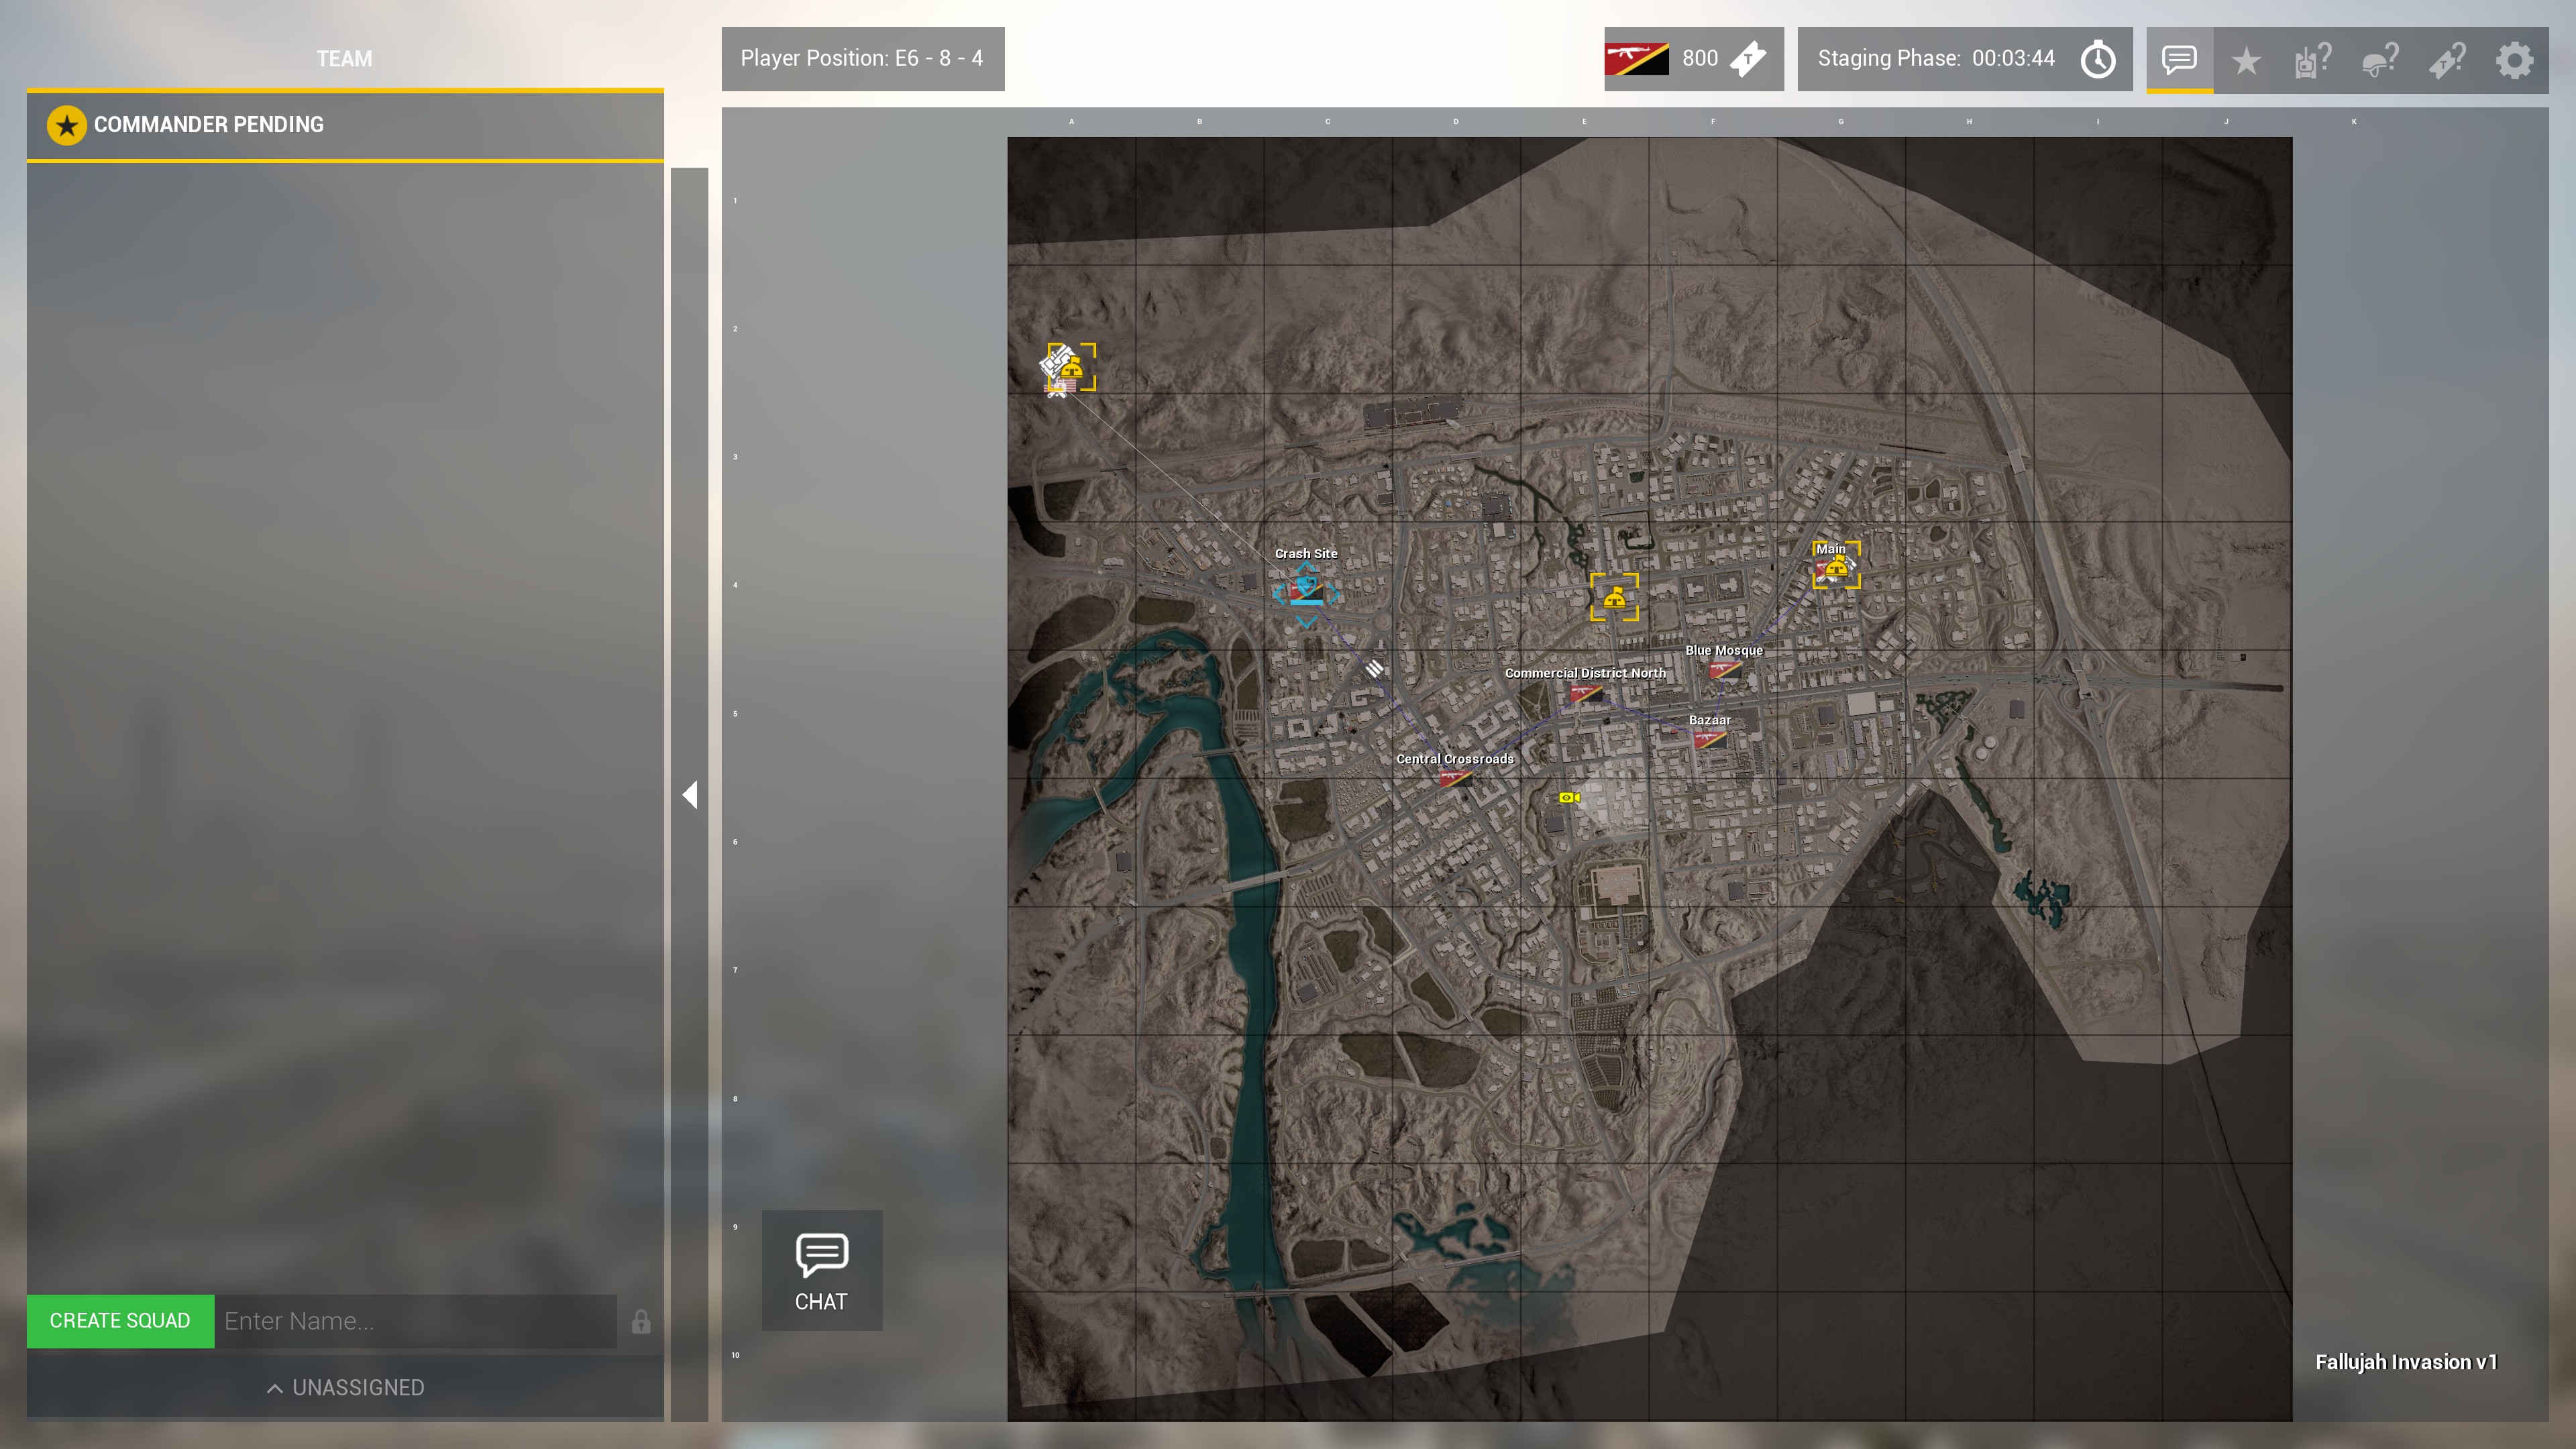 TEAM
Player Position: E6 - 8 - 4
800
T
Staging Phase: 00:03:44
? ? T?
COMMANDER PENDING
A B C D E F G H I J K
1
2
3
4
5
6
7
8
9
10
Crash Site
Main
Blue Mosque
Commercial District North
Bazaar
Central Crossroads
CHAT
CREATE SQUAD
Enter Name...
UNASSIGNED
Fallujah Invasion v1